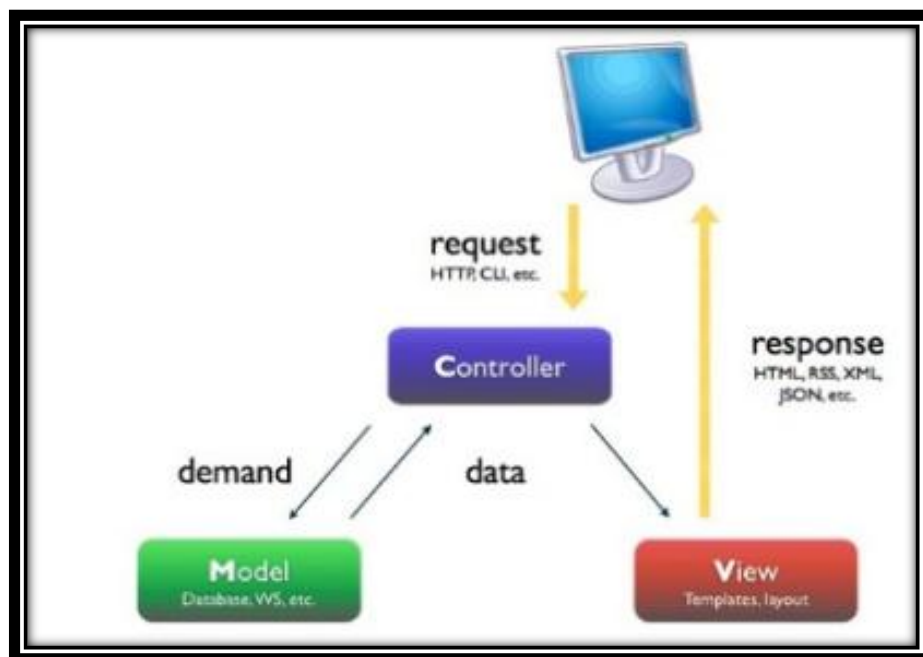 request
HTTP, CLI, etc.
Controller
response
HTML, RSS, XML,
JSON, etc.
demand
data
Model
Database, WS, etc.
View
Templates, layout